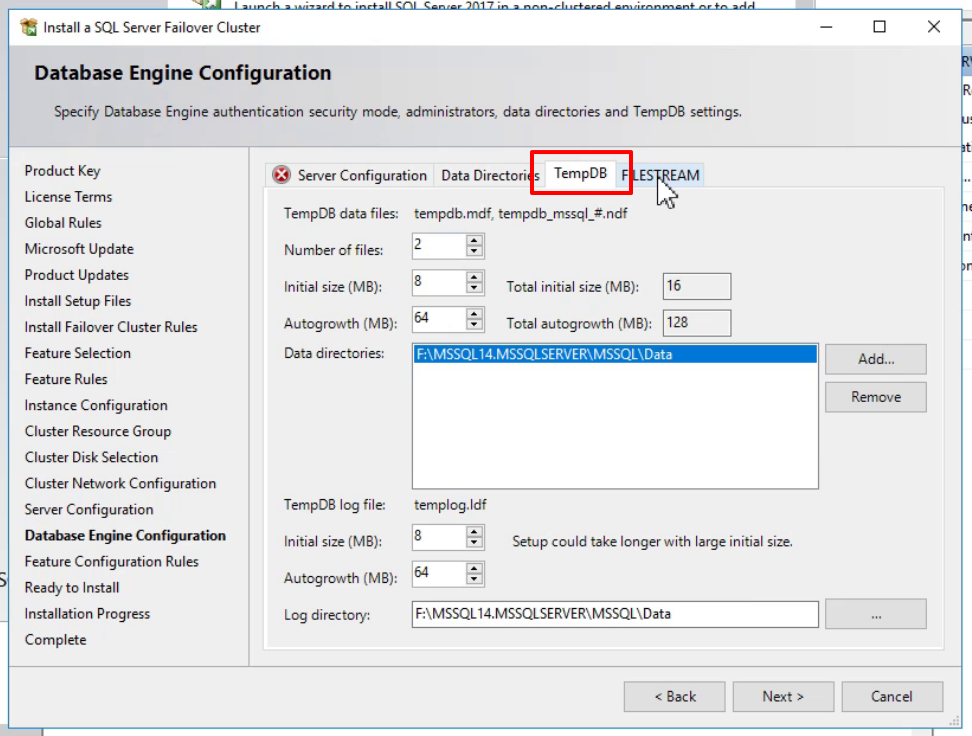 Launch a wizard to install SQL Server 2017 in a non-clustered environment or to add
Install a SQL Server Failover Cluster
Database Engine Configuration
Specify Database Engine authentication security mode, administrators, data directories and TempDB settings.
Product Key
License Terms
Global Rules
Microsoft Update
Product Updates
Install Setup Files
Install Failover Cluster Rules
Feature Selection
Feature Rules
Instance Configuration
Cluster Resource Group
Cluster Disk Selection
Cluster Network Configuration
Server Configuration
Database Engine Configuration
Feature Configuration Rules
Ready to Install
Installation Progress
Complete
Server Configuration Data Directories TempDB FILESTREAM
TempDB data files: tempdb.mdf, tempdb_mssql_#.ndf
Number of files: 2
Initial size (MB): 8 Total initial size (MB): 16
Autogrowth (MB): 64 Total autogrowth (MB): 128
Data directories: F:\MSSQL14.MSSQLSERVER\MSSQL\Data Add...
Remove
TempDB log file: templog.ldf
Initial size (MB): 8 Setup could take longer with large initial size.
Autogrowth (MB): 64
Log directory: F:\MSSQL14.MSSQLSERVER\MSSQL\Data ...
< Back Next > Cancel